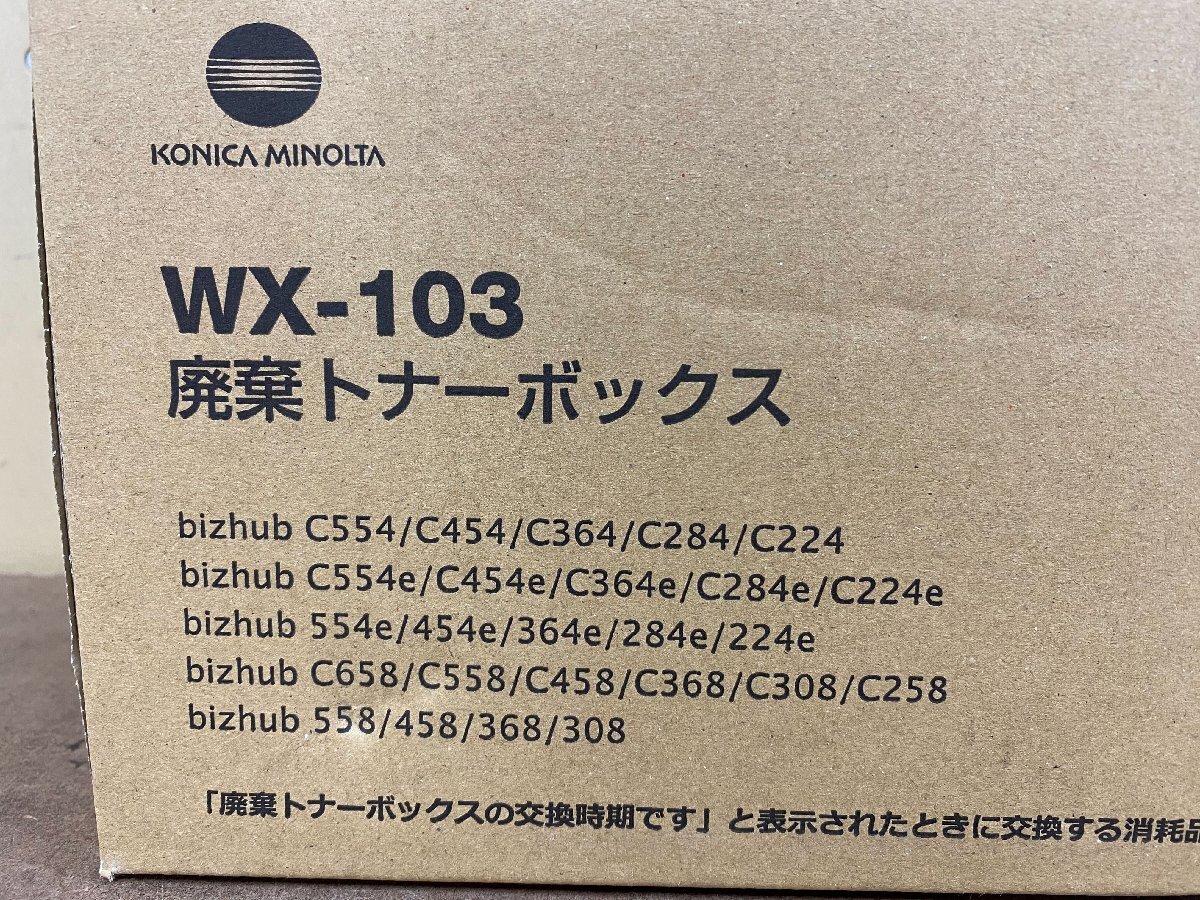 KONICA MINOLTA
WX-103
廃棄トナーボックス
bizhub C554/C454/C364/C284/C224
bizhub C554e/C454e/C364e/C284e/C224e
bizhub 554e/454e/364e/284e/224e
bizhub C658/C558/C458/C368/C308/C258
bizhub 558/458/368/308
「廃棄トナーボックスの交換時期です」と表示されたときに交換する消耗品